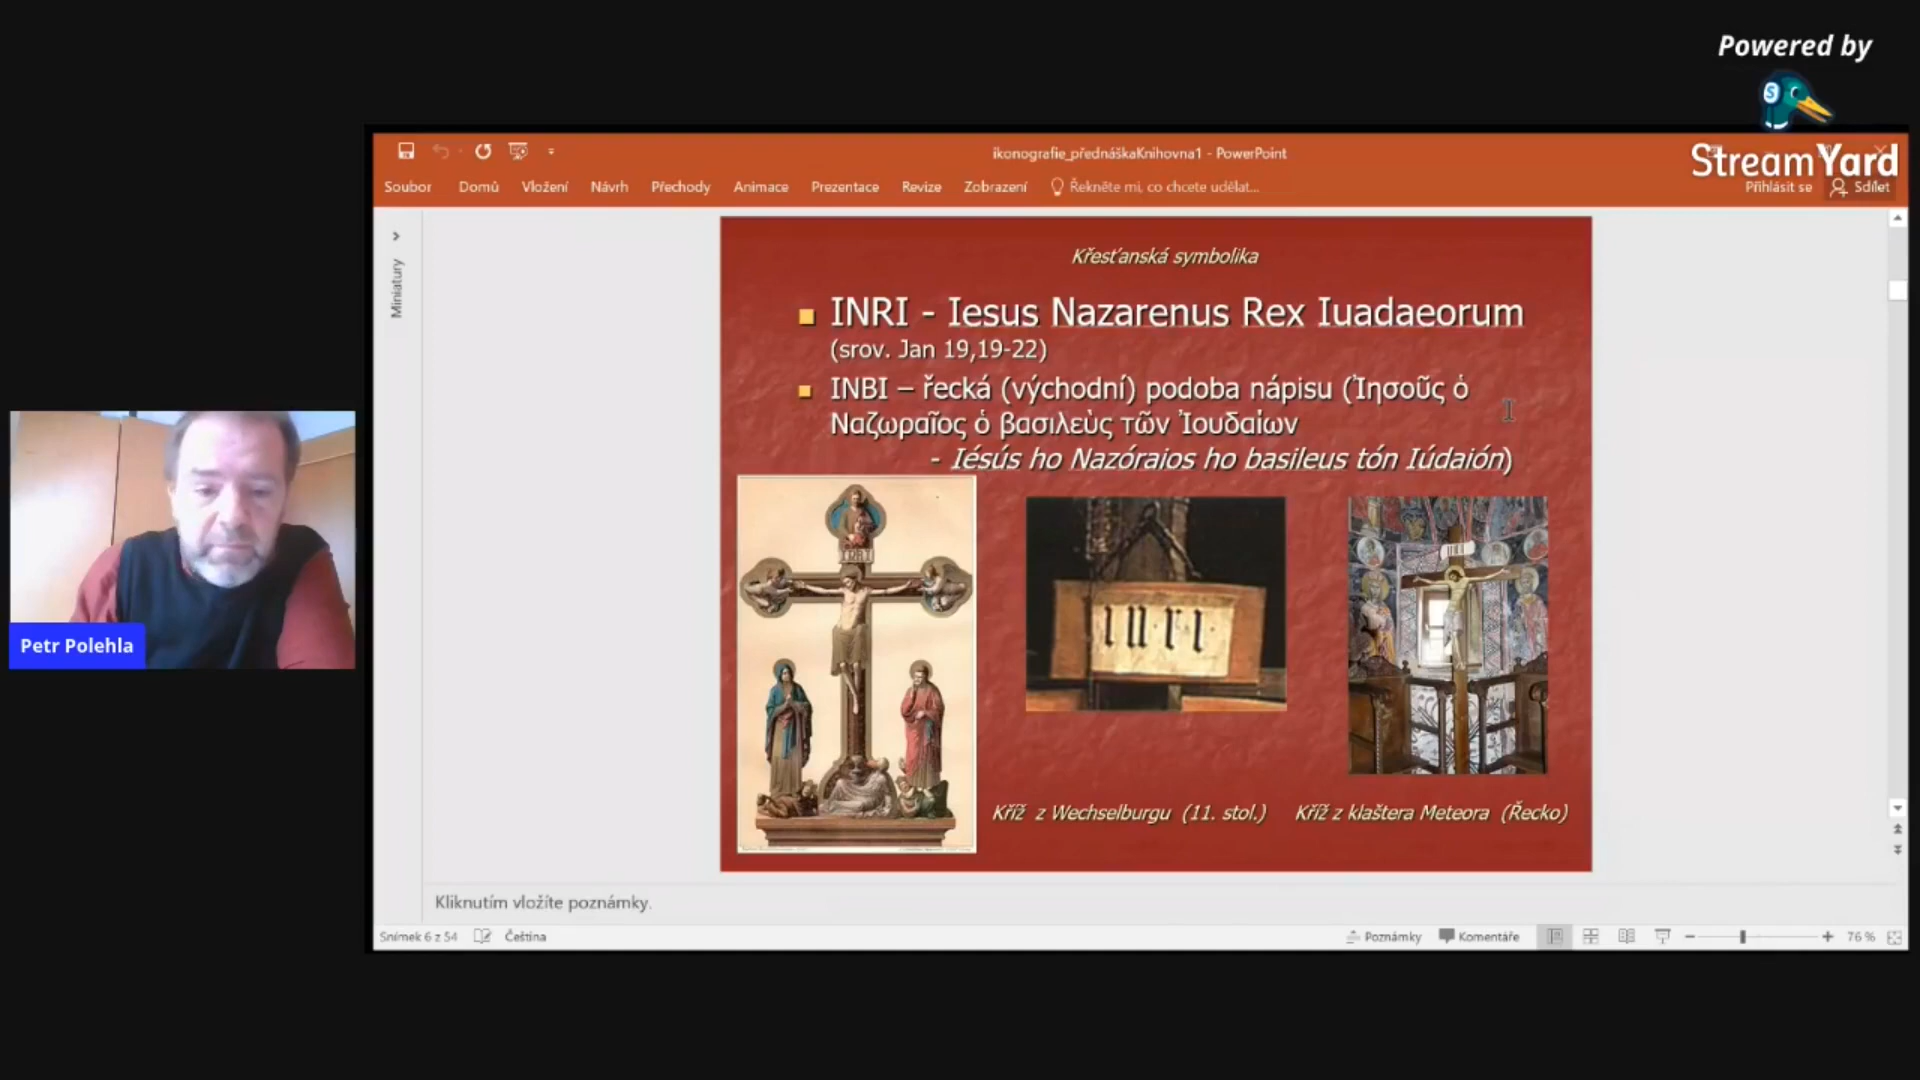 Powered by
StreamYard
ikonografie_přednáškaKnihovna1 - PowerPoint
Soubor Domů Vložení Návrh Přechody Animace Prezentace Revize Zobrazení Řekněte mi, co chcete udělat... Přihlásit se Sdílet
Miniatury
Křesťanská symbolika
INRI - Iesus Nazarenus Rex Iuadaeorum
(srov. Jan 19,19-22)
INBI – řecká (východní) podoba nápisu (Ἰησοῦς ὁ
Ναζωραῖος ὁ βασιλεὺς τῶν Ἰουδαίων
- Iésús ho Nazóraios ho basileus tón Iúdaión)
INRI
INRI
Kříž z Wechselburgu (11. stol.) Kříž z kláštera Meteora (Řecko)
Petr Polehla
Kliknutím vložíte poznámky.
Snímek 6 z 54 Čeština Poznámky Komentáře 76 %